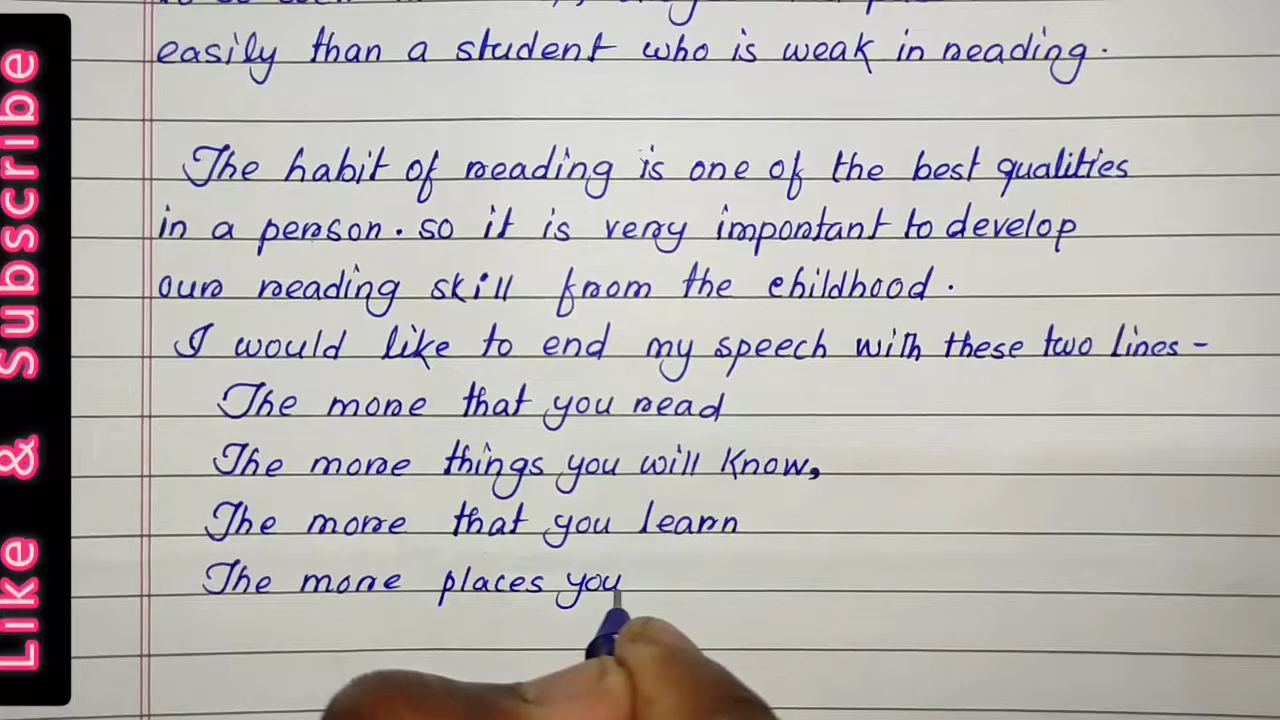 easily than a student who is weak in reading.
The habit of reading is one of the best qualities
in a person. so it is very important to develop
our reading skill from the childhood.
I would like to end my speech with these two lines-
The more that you read
The more things you will know,
The more that you learn
The more places you
Like & Subscribe